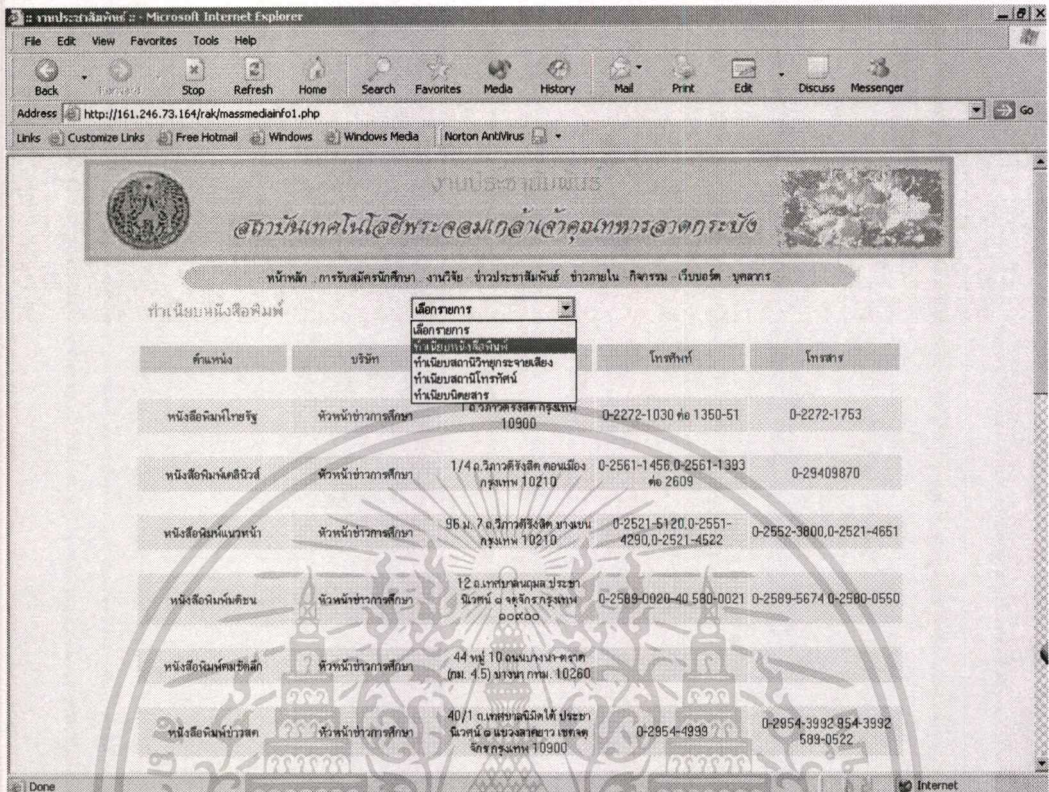 :: งานประชาสัมพันธ์ :: - Microsoft Internet Explorer
File Edit View Favorites Tools Help
Back Forward Stop Refresh Home Search Favorites Media History Mail Print Edit Discuss Messenger
Address http://161.246.73.164/rak/massmediainfo1.php Go
Links Customize Links Free Hotmail Windows Windows Media Norton AntiVirus
งานประชาสัมพันธ์
สถาบันเทคโนโลยีพระจอมเกล้าเจ้าคุณทหารลาดกระบัง
หน้าหลัก การรับสมัครนักศึกษา งานวิจัย ข่าวประชาสัมพันธ์ ข่าวภายใน กิจกรรม เว็บบอร์ด บุคลากร
ทำเนียบหนังสือพิมพ์
เลือกรายการ
เลือกรายการ
ทำเนียบหนังสือพิมพ์
ทำเนียบสถานีวิทยุกระจายเสียง
ทำเนียบสถานีโทรทัศน์
ทำเนียบนิตยสาร
ตำแหน่ง บริษัท โทรศัพท์ โทรสาร
หนังสือพิมพ์ไทยรัฐ หัวหน้าข่าวการศึกษา 1 ถ.วิภาวดีรังสิต กรุงเทพ 10900 0-2272-1030 ต่อ 1350-51 0-2272-1753
หนังสือพิมพ์เดลินิวส์ หัวหน้าข่าวการศึกษา 1/4 ถ.วิภาวดีรังสิต ดอนเมือง กรุงเทพ 10210 0-2561-1456,0-2561-1393 ต่อ 2609 0-29409870
หนังสือพิมพ์แนวหน้า หัวหน้าข่าวการศึกษา 96 ม. 7 ถ.วิภาวดีรังสิต บางเขน กรุงเทพ 10210 0-2521-5120,0-2551-4290,0-2521-4522 0-2552-3800,0-2521-4651
หนังสือพิมพ์มติชน หัวหน้าข่าวการศึกษา 12 ถ.เทศบาลนฤมล ประชานิเวศน์ ๑ จตุจักร กรุงเทพ ๑๐๙๐๐ 0-2589-0020-40 580-0021 0-2589-5674 0-2580-0550
หนังสือพิมพ์คมชัดลึก หัวหน้าข่าวการศึกษา 44 หมู่ 10 ถนนบางนา-ตราด (กม. 4.5) บางนา กทม. 10260
หนังสือพิมพ์ข่าวสด หัวหน้าข่าวการศึกษา 40/1 ถ.เทศบาลนิมิตใต้ ประชานิเวศน์ ๑ แขวงลาดยาว เขตจตุจักร กรุงเทพ 10900 0-2954-4999 0-2954-3992 954-3992 589-0522
Done Internet